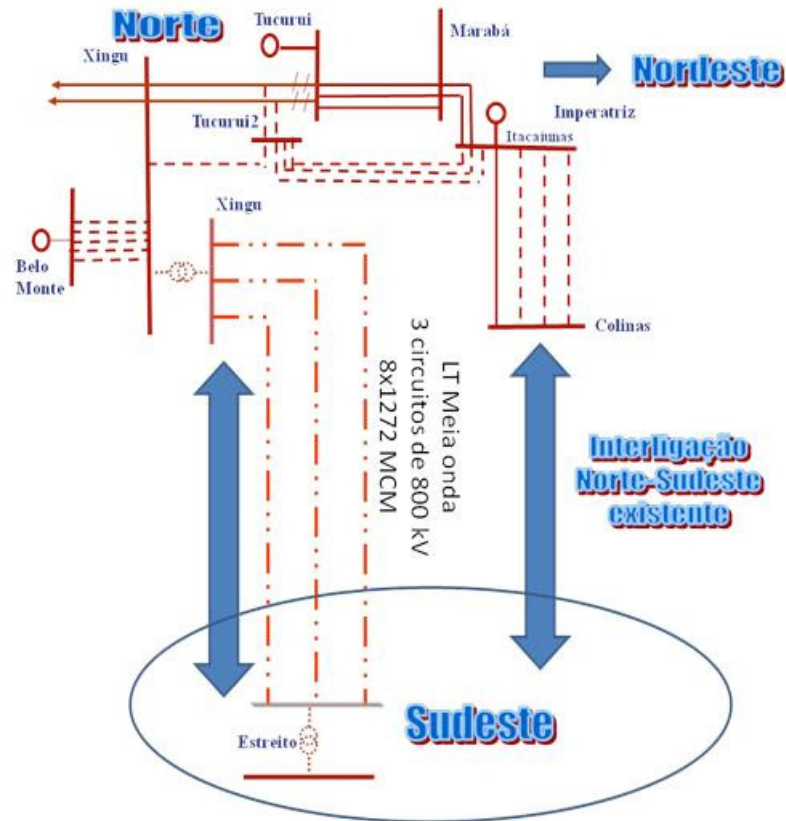 Norte
Tucurui
Marabá
Xingu
Nordeste
Imperatriz
Tucurui2
Itacaiunas
Xingu
Belo
Monte
Colinas
LT Meia onda
3 circuitos de 800 kV
8x1272 MCM
Interligação
Norte-Sudeste
existente
Sudeste
Estreito